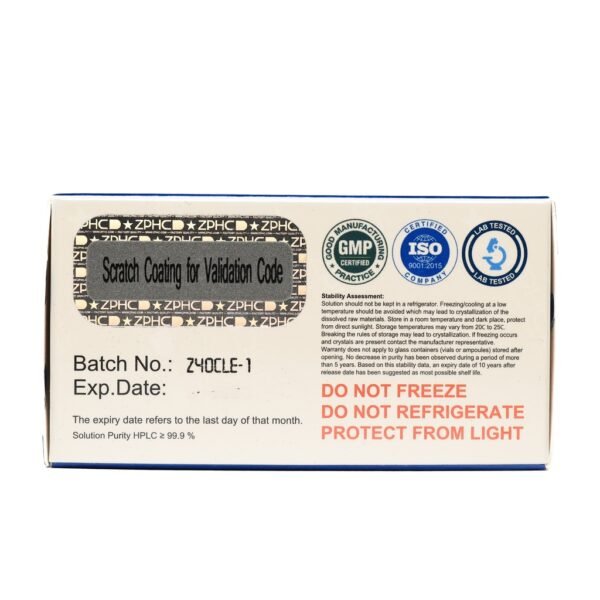 ZPHC ★ ZPHC ★ ZPHC
Scratch Coating for Validation Code
ZPHC ★ ZPHC ★ ZPHC
Batch No.: Z40CLE-1
Exp.Date:
The expiry date refers to the last day of that month.
Solution Purity HPLC ≥ 99.9 %
GOOD MANUFACTURING
GMP
CERTIFIED
PRACTICE
CERTIFIED
ISO
9001:2015
COMPANY
LAB TESTED
LAB TESTED
Stability Assessment:
Solution should not be kept in a refrigerator. Freezing/cooling at a low
temperature should be avoided which may lead to crystallization of the
dissolved raw materials. Store in a room temperature and dark place, protect
from direct sunlight. Storage temperatures may vary from 20C to 25C.
Breaking the rules of storage may lead to crystallization. If freezing occurs
and crystals are present contact the manufacturer representative.
Warranty does not apply to glass containers (vials or ampoules) stored after
opening. No decrease in purity has been observed during a period of more
than 5 years. Based on this stability data, an expiry date of 10 years after
release date has been suggested as most possible shelf life.
DO NOT FREEZE
DO NOT REFRIGERATE
PROTECT FROM LIGHT